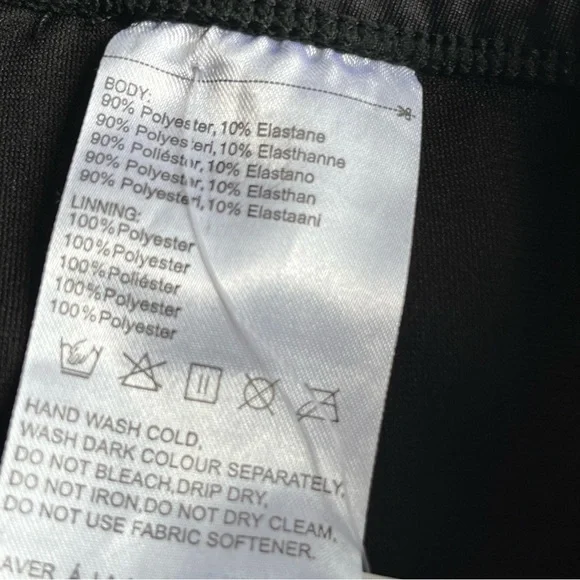 BODY:
90% Polyester, 10% Elastane
90% Polyesteri, 10% Elasthanne
90% Poliéster, 10% Elastano
90% Polyester, 10% Elasthan
90% Polyesteri, 10% Elastaani
LINNING:
100%Polyester
100%Polyester
100%Poliéster
100%Polyester
100%Polyester
HAND WASH COLD,
WASH DARK COLOUR SEPARATELY,
DO NOT BLEACH,DRIP DRY,
DO NOT IRON,DO NOT DRY CLEAM,
DO NOT USE FABRIC SOFTENER.
AVER Á